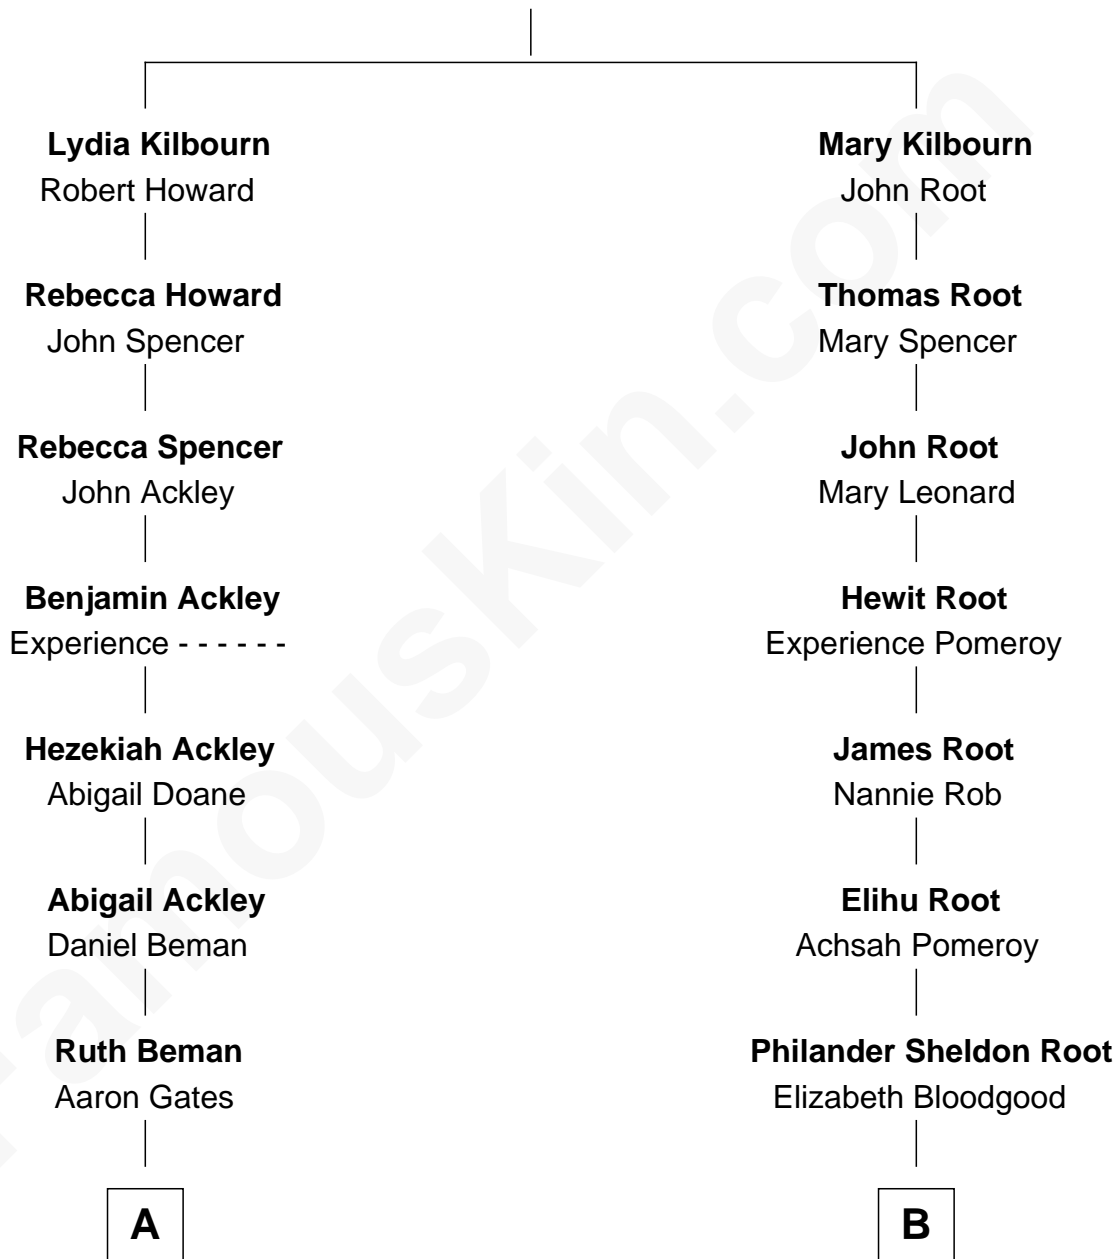 Lydia Kilbourn
Robert Howard
Rebecca Howard
John Spencer
Rebecca Spencer
John Ackley
Benjamin Ackley
Experience - - - - - -
Hezekiah Ackley
Abigail Doane
Abigail Ackley
Daniel Beman
Ruth Beman
Aaron Gates
A
Mary Kilbourn
John Root
Thomas Root
Mary Spencer
John Root
Mary Leonard
Hewit Root
Experience Pomeroy
James Root
Nannie Rob
Elihu Root
Achsah Pomeroy
Philander Sheldon Root
Elizabeth Bloodgood
B
FamousKin.com